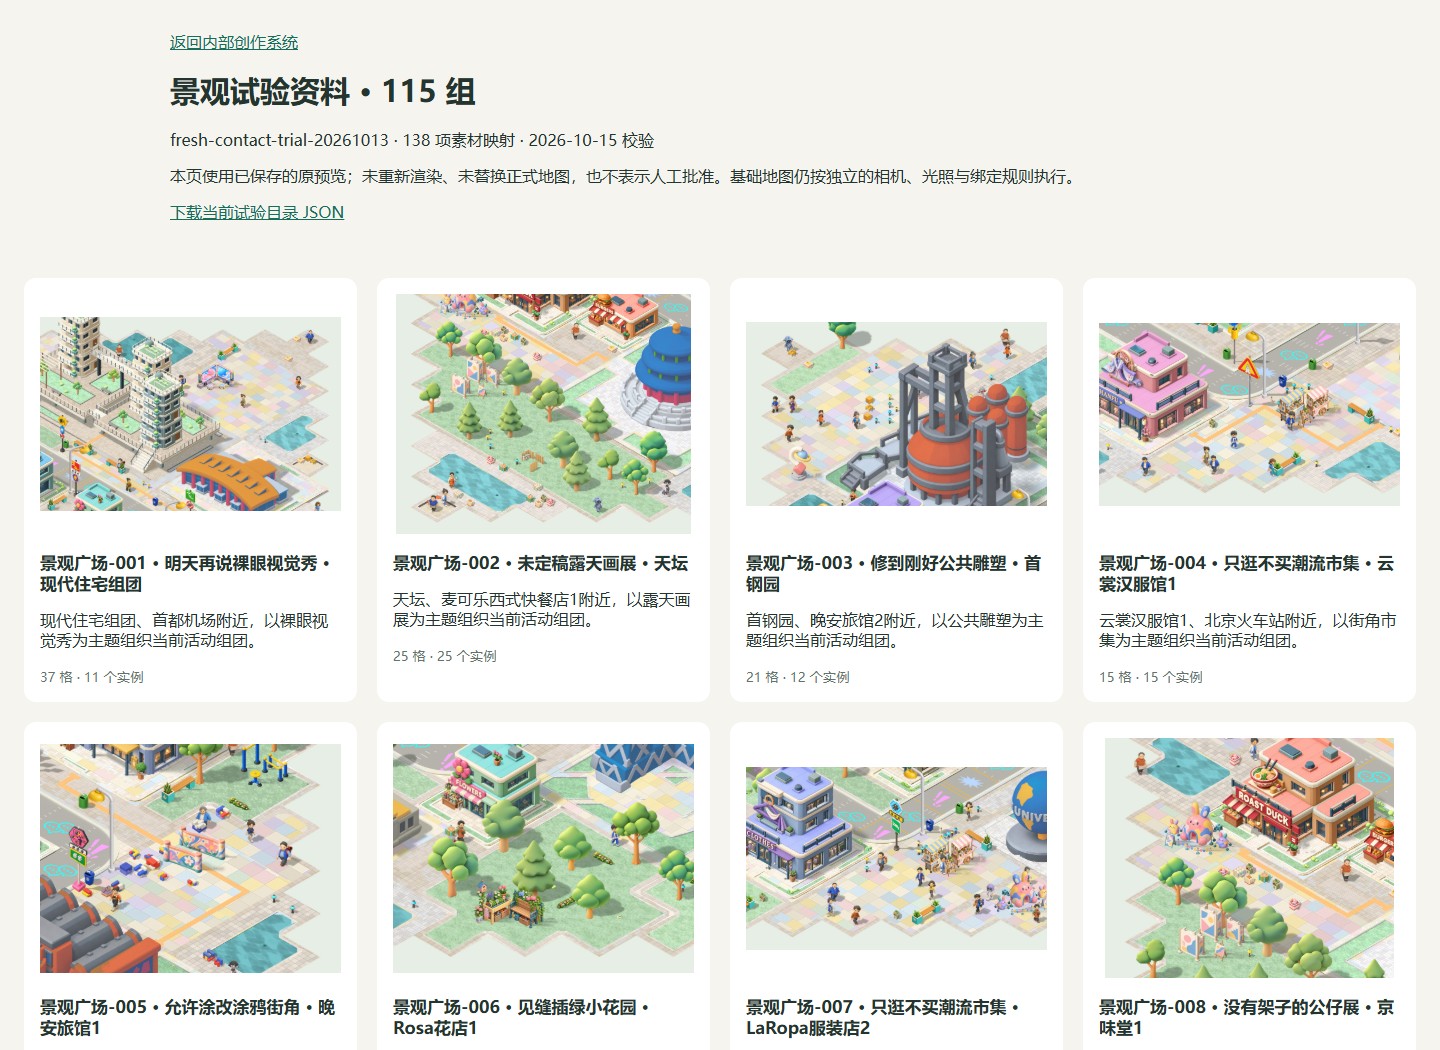 返回内部创作系统
景观试验资料 • 115 组
fresh-contact-trial-20261013 · 138 项素材映射 · 2026-10-15 校验
本页使用已保存的原预览；未重新渲染、未替换正式地图，也不表示人工批准。基础地图仍按独立的相机、光照与绑定规则执行。
下载当前试验目录 JSON
景观广场-001 • 明天再说裸眼视觉秀 •
现代住宅组团
现代住宅组团、首都机场附近，以裸眼视
觉秀为主题组织当前活动组团。
37 格 · 11 个实例
景观广场-002 • 未定稿露天画展 • 天坛
天坛、麦可乐西式快餐店1附近，以露天画
展为主题组织当前活动组团。
25 格 · 25 个实例
景观广场-003 • 修到刚好公共雕塑 • 首
钢园
首钢园、晚安旅馆2附近，以公共雕塑为主
题组织当前活动组团。
21 格 · 12 个实例
景观广场-004 • 只逛不买潮流市集 • 云
裳汉服馆1
云裳汉服馆1、北京火车站附近，以街角市
集为主题组织当前活动组团。
15 格 · 15 个实例
FLOWERS
CLOTHES
UNIVE
ROAST DUCK
BURGER
景观广场-005 • 允许涂改涂鸦街角 • 晚
安旅馆1
景观广场-006 • 见缝插绿小花园 •
Rosa花店1
景观广场-007 • 只逛不买潮流市集 •
LaRopa服装店2
景观广场-008 • 没有架子的公仔展 • 京
味堂1